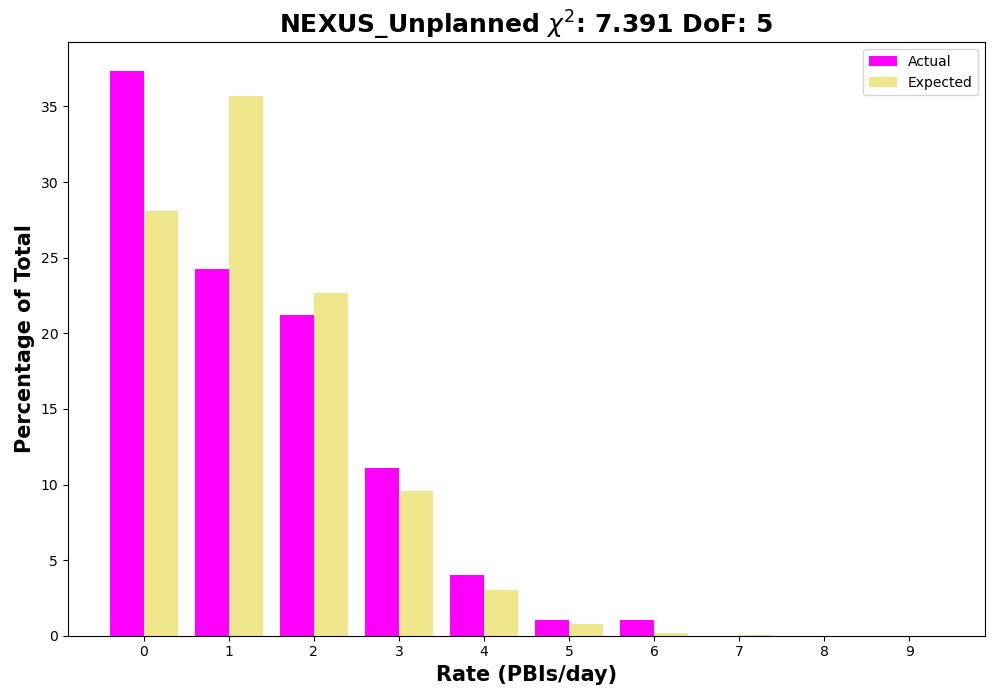 NEXUS_Unplanned χ²: 7.391 DoF: 5
Actual
Expected
Percentage of Total
35
30
25
20
15
10
5
0
0 1 2 3 4 5 6 7 8 9
Rate (PBIs/day)